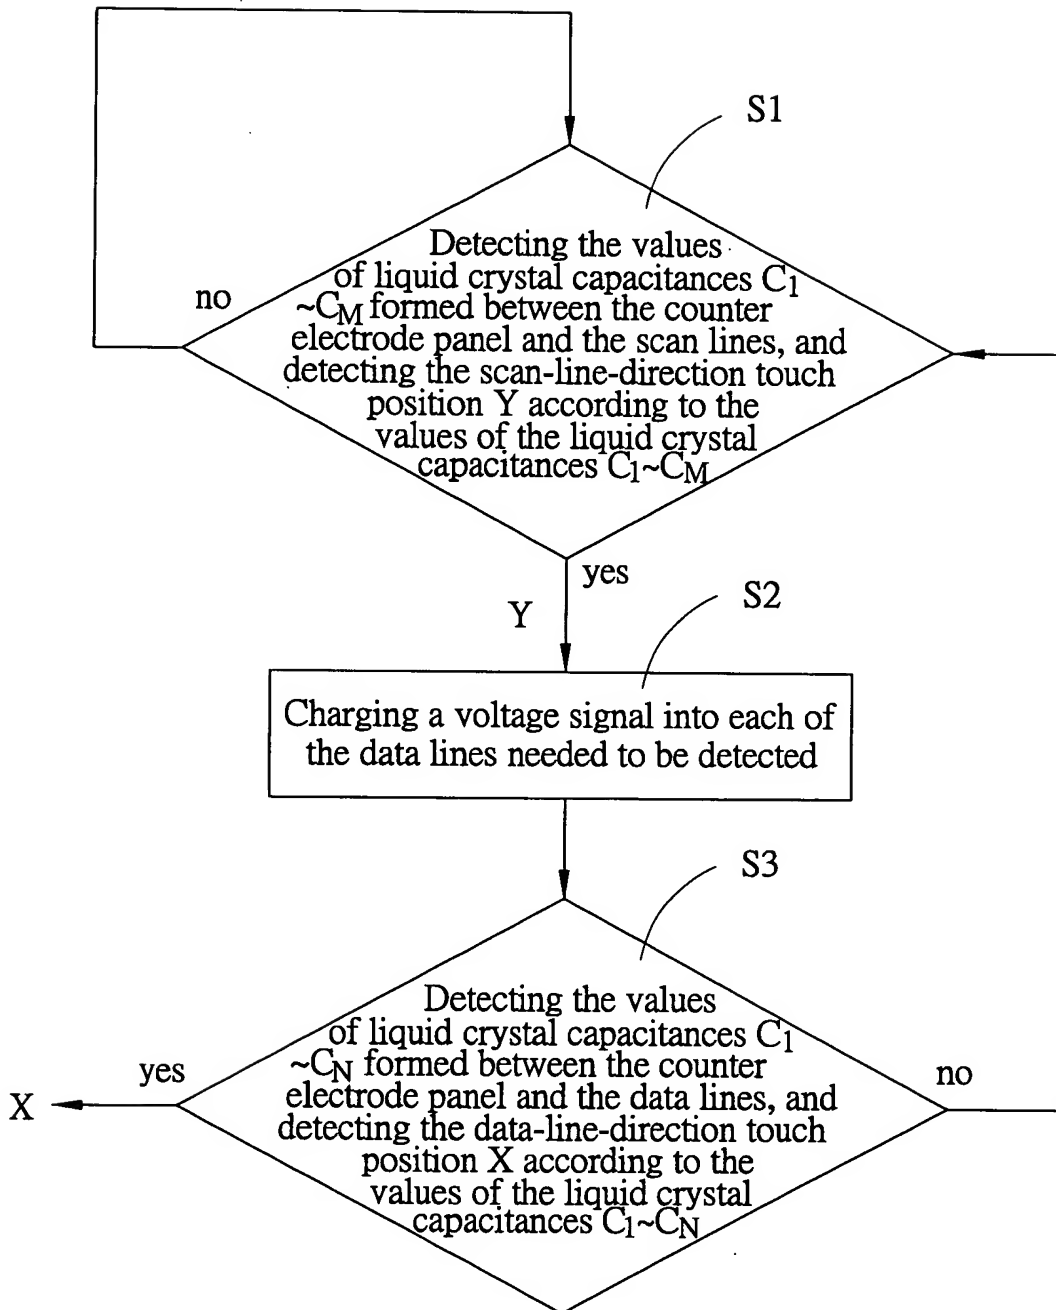 S1
Detecting the values
of liquid crystal capacitances C1
~CM formed between the counter
electrode panel and the scan lines, and
detecting the scan-line-direction touch
position Y according to the
values of the liquid crystal
capacitances C1~CM
no
yes
Y
S2
Charging a voltage signal into each of
the data lines needed to be detected
S3
Detecting the values
of liquid crystal capacitances C1
~CN formed between the counter
electrode panel and the data lines, and
detecting the data-line-direction touch
position X according to the
values of the liquid crystal
capacitances C1~CN
yes
X
no